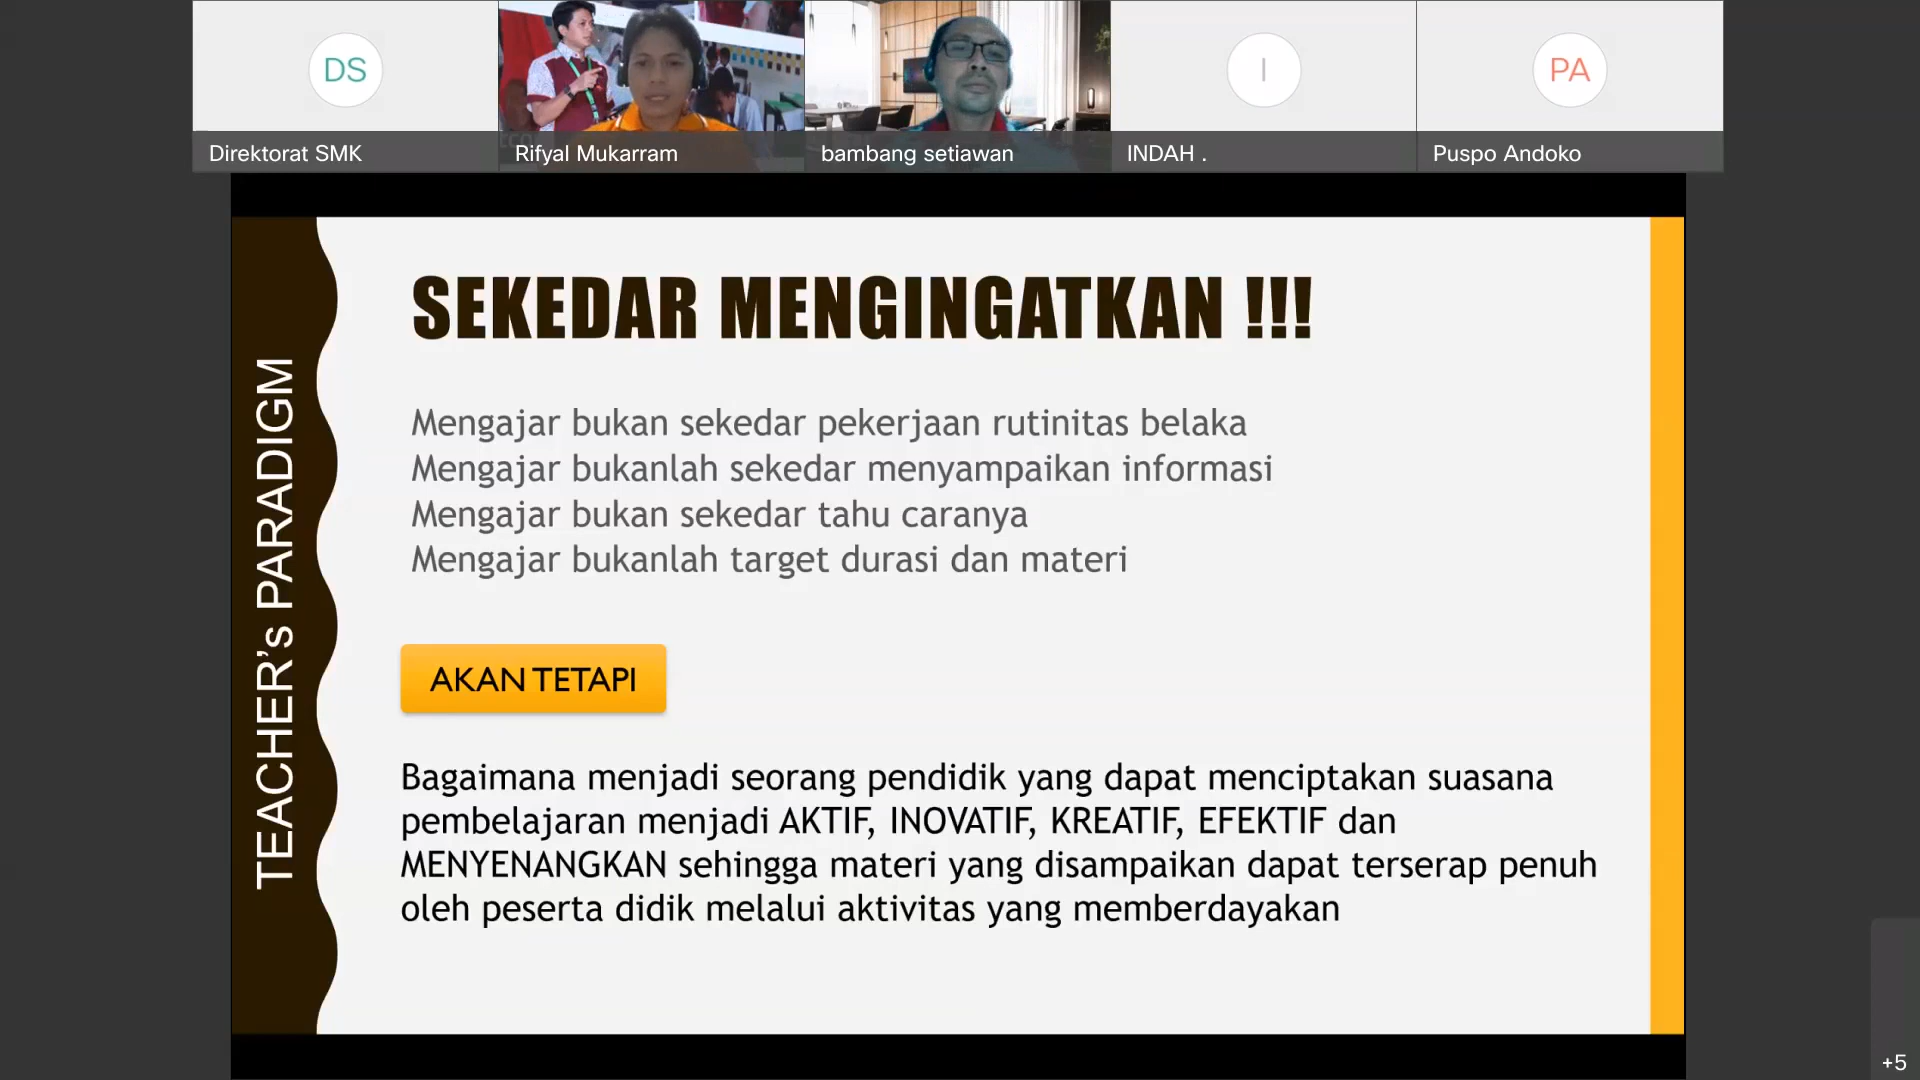 DS
I
PA
Direktorat SMK
Rifyal Mukarram
bambang setiawan
INDAH .
Puspo Andoko
TEACHER’s PARADIGM
SEKEDAR MENGINGATKAN !!!
Mengajar bukan sekedar pekerjaan rutinitas belaka
Mengajar bukanlah sekedar menyampaikan informasi
Mengajar bukan sekedar tahu caranya
Mengajar bukanlah target durasi dan materi
AKAN TETAPI
Bagaimana menjadi seorang pendidik yang dapat menciptakan suasana
pembelajaran menjadi AKTIF, INOVATIF, KREATIF, EFEKTIF dan
MENYENANGKAN sehingga materi yang disampaikan dapat terserap penuh
oleh peserta didik melalui aktivitas yang memberdayakan
+5